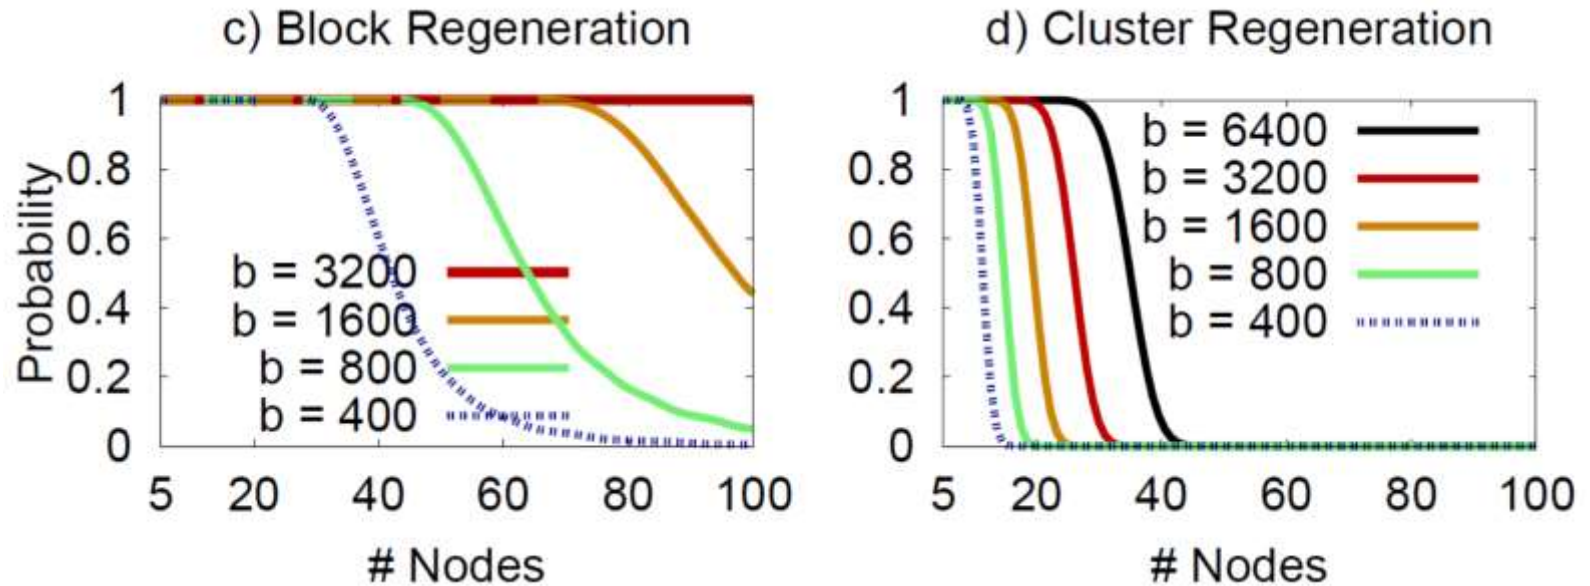 c) Block Regeneration
Probability
1
0.8
0.6
0.4
0.2
0
b = 3200
b = 1600
b = 800
b = 400
5 20 40 60 80 100
# Nodes
d) Cluster Regeneration
1
0.8
0.6
0.4
0.2
0
b = 6400
b = 3200
b = 1600
b = 800
b = 400
5 20 40 60 80 100
# Nodes